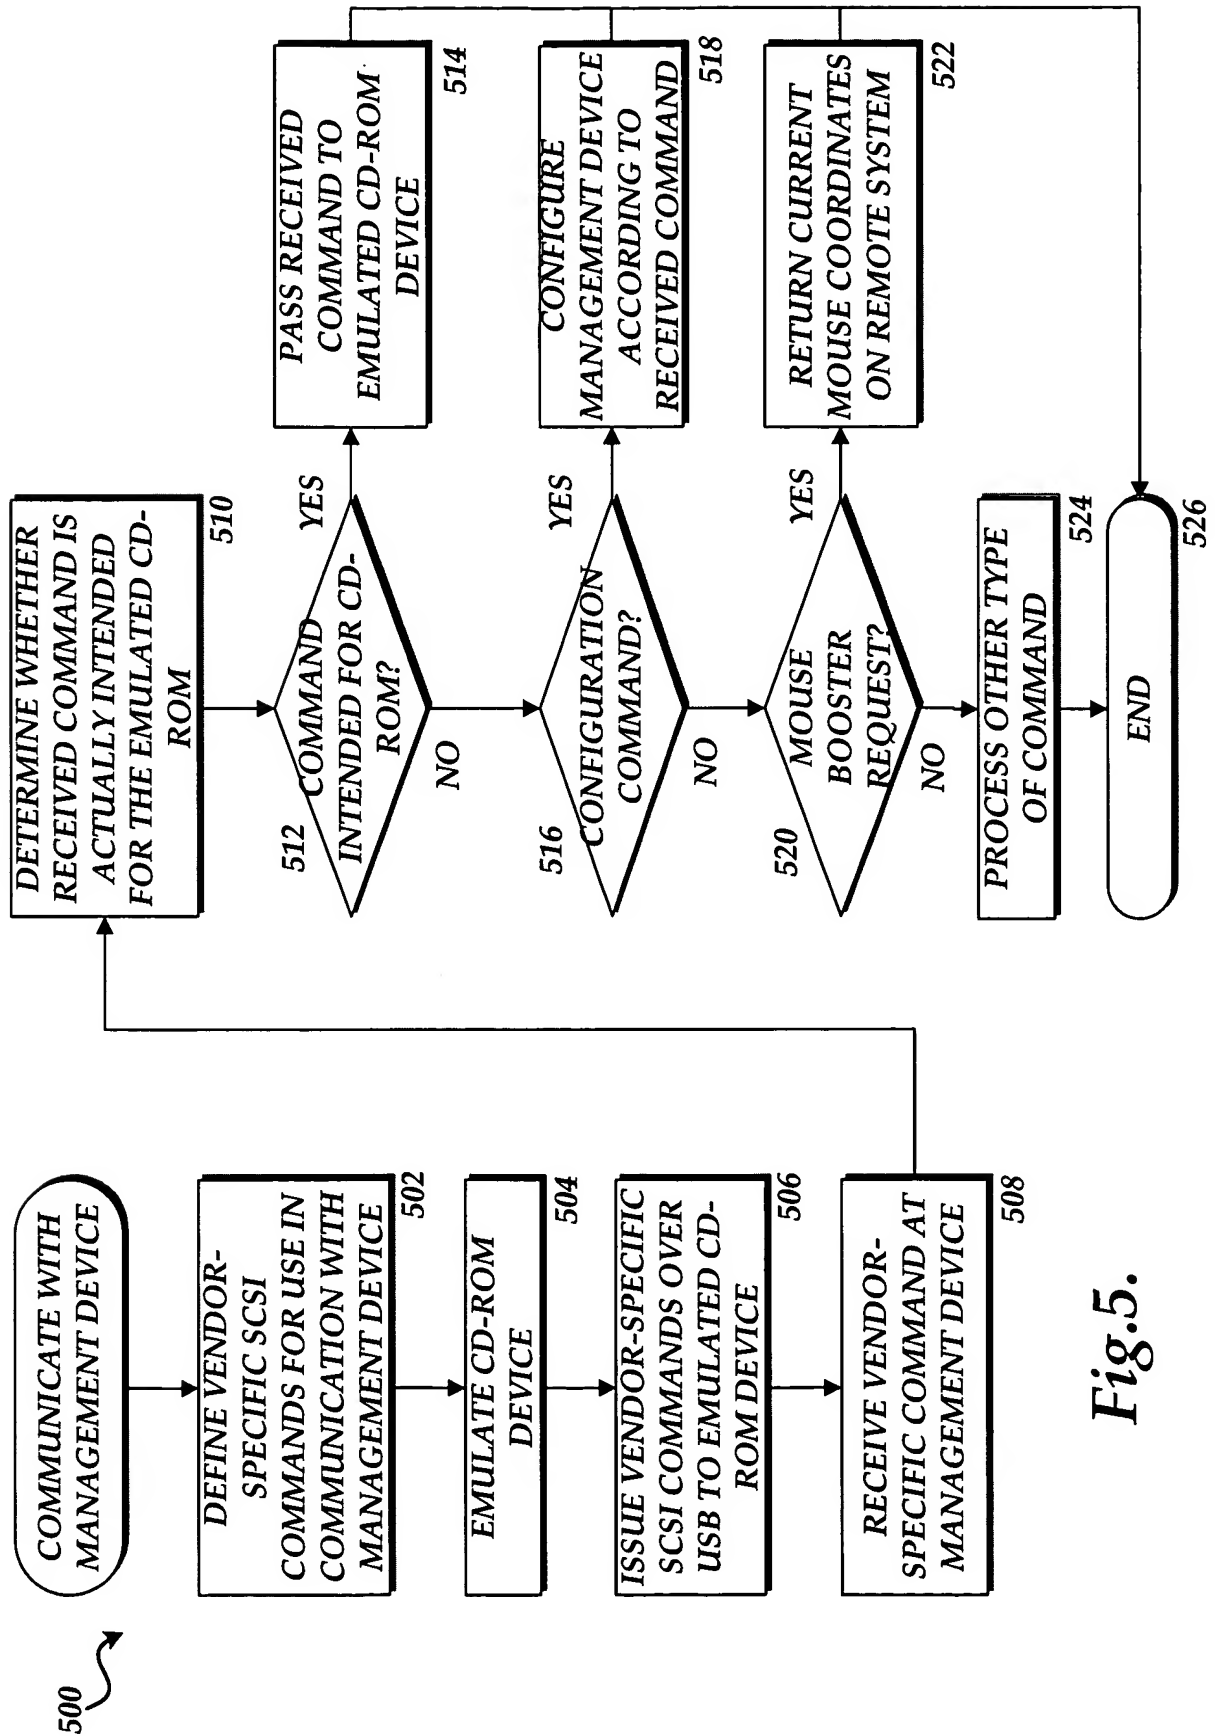 500
COMMUNICATE WITH
MANAGEMENT DEVICE
DEFINE VENDOR-
SPECIFIC SCSI
COMMANDS FOR USE IN
COMMUNICATION WITH
MANAGEMENT DEVICE
502
EMULATE CD-ROM
DEVICE
504
ISSUE VENDOR-SPECIFIC
SCSI COMMANDS OVER
USB TO EMULATED CD-
ROM DEVICE
506
RECEIVE VENDOR-
SPECIFIC COMMAND AT
MANAGEMENT DEVICE
508
DETERMINE WHETHER
RECEIVED COMMAND IS
ACTUALLY INTENDED
FOR THE EMULATED CD-
ROM
510
512
COMMAND
INTENDED FOR CD-
ROM?
YES
NO
PASS RECEIVED
COMMAND TO
EMULATED CD-ROM
DEVICE
514
516
CONFIGURATION
COMMAND?
YES
NO
CONFIGURE
MANAGEMENT DEVICE
ACCORDING TO
RECEIVED COMMAND
518
520
MOUSE
BOOSTER
REQUEST?
YES
NO
RETURN CURRENT
MOUSE COORDINATES
ON REMOTE SYSTEM
522
PROCESS OTHER TYPE
OF COMMAND
524
END
526
Fig.5.